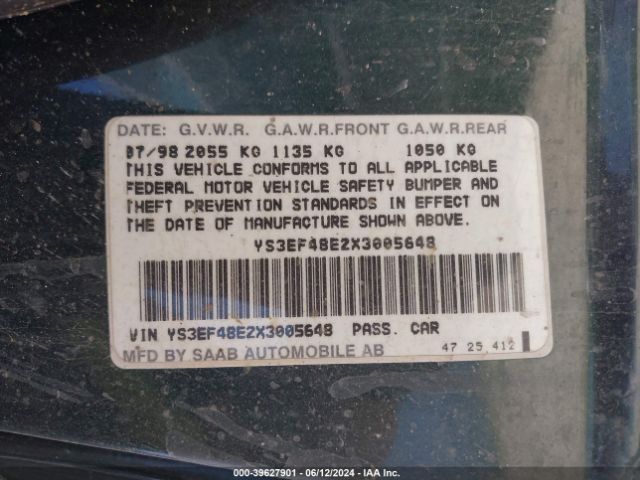 DATE: G.V.W.R. G.A.W.R.FRONT G.A.W.R.REAR
07/98 2055 KG 1135 KG 1050 KG
THIS VEHICLE CONFORMS TO ALL APPLICABLE
FEDERAL MOTOR VEHICLE SAFETY BUMPER AND
THEFT PREVENTION STANDARDS IN EFFECT ON
THE DATE OF MANUFACTURE SHOWN ABOVE.
YS3EF48E2X3005648
VIN YS3EF48E2X3005648 PASS. CAR
MFD BY SAAB AUTOMOBILE AB 47 25 412
000-39627901 - 06/12/2024 - IAA Inc.